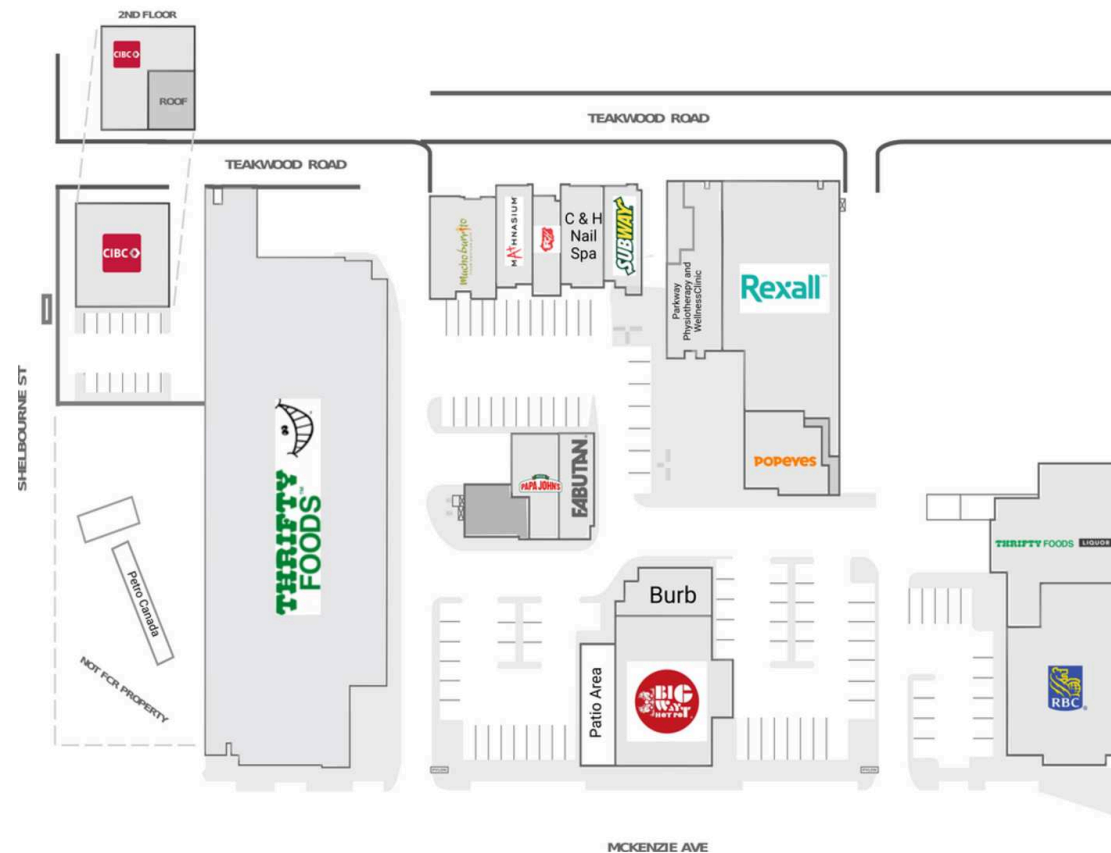 2ND FLOOR
CIBC
ROOF
TEAKWOOD ROAD
TEAKWOOD ROAD
CIBC
Mucho burrito
MATHNASIUM
C & H
Nail
Spa
SUBWAY
Parkway
Physiotherapy and
WellnessClinic
Rexall
SHELBOURNE ST
THRIFTY
FOODS
PAPA JOHN'S
FABUTAN
POPEYES
Petro Canada
NOT FCR PROPERTY
THRIFTY FOODS LIQUOR
Burb
Patio Area
BIG
WAY
HOT POT
RBC
PYLON
PYLON
MCKENZIE AVE